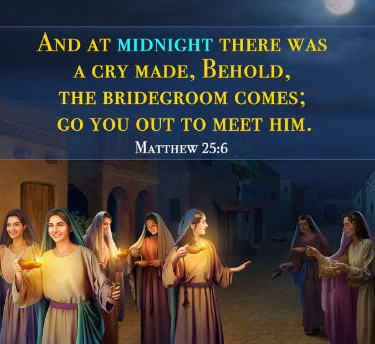 And at midnight there was
a cry made, Behold,
the bridegroom comes;
go you out to meet him.
Matthew 25:6